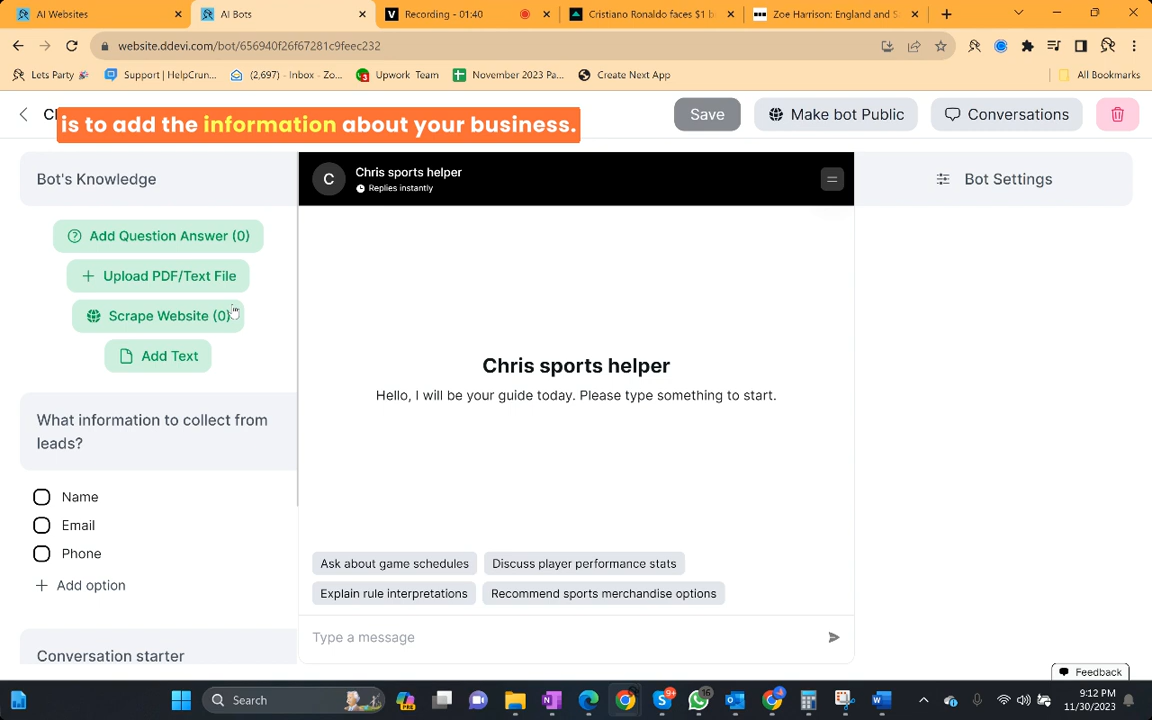 AI Websites
AI Bots
Recording - 01:40
Cristiano Ronaldo faces $1 b
Zoe Harrison: England and S
website.ddevi.com/bot/656940f26f67281c9feec232
Lets Party
Support | HelpCrun...
(2,697) - Inbox - Zo...
Upwork Team
November 2023 Pa...
Create Next App
All Bookmarks
is to add the information about your business.
Save
Make bot Public
Conversations
Bot's Knowledge
C
Chris sports helper
Replies instantly
Bot Settings
Add Question Answer (0)
Upload PDF/Text File
Scrape Website (0)
Add Text
Chris sports helper
Hello, I will be your guide today. Please type something to start.
What information to collect from
leads?
Name
Email
Phone
Add option
Ask about game schedules
Discuss player performance stats
Explain rule interpretations
Recommend sports merchandise options
Type a message
Conversation starter
Feedback
Search
PRE
9+
16
9:12 PM
11/30/2023